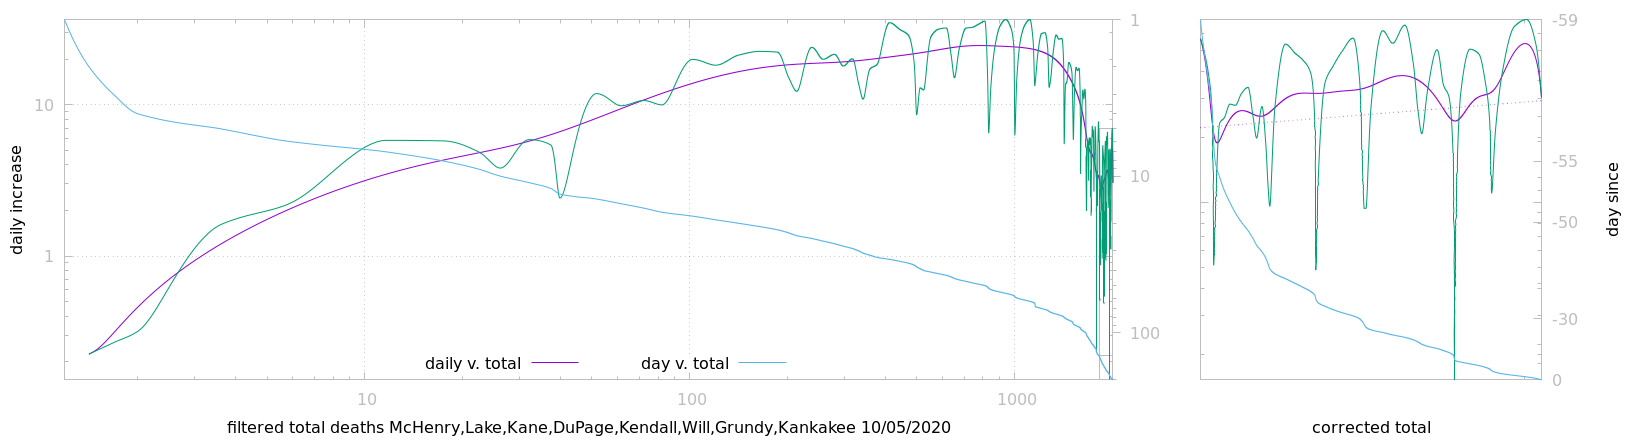 daily increase
10
1
1
10
100
daily v. total
day v. total
10
100
1000
filtered total deaths McHenry,Lake,Kane,DuPage,Kendall,Will,Grundy,Kankakee 10/05/2020
-59
-55
-50
-30
0
day since
corrected total